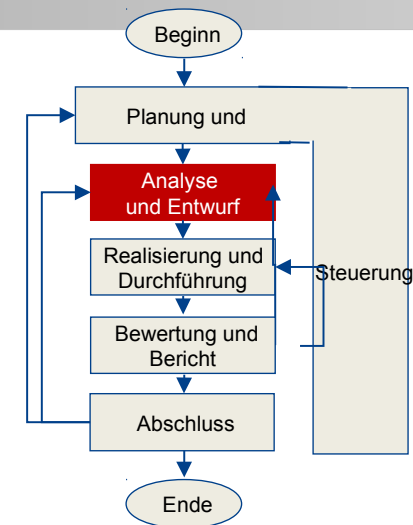 Beginn
Planung und
Analyse
und Entwurf
Realisierung und
Durchführung
Steuerung
Bewertung und
Bericht
Abschluss
Ende